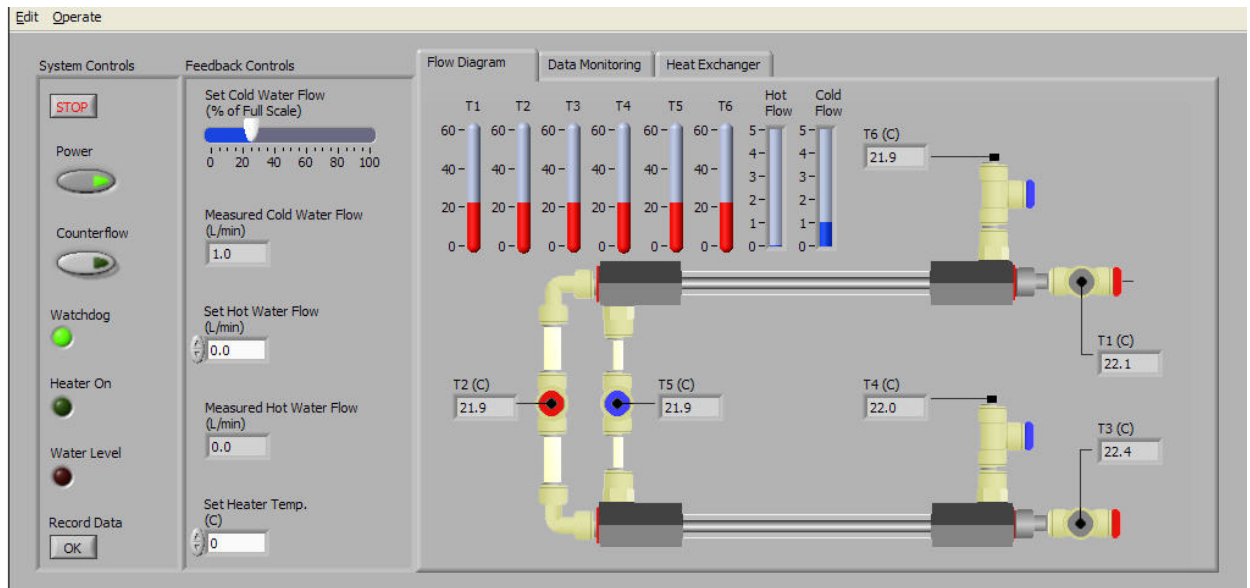 Edit Operate
System Controls
STOP
Power
Counterflow
Watchdog
Heater On
Water Level
Record Data
OK
Feedback Controls
Set Cold Water Flow
(% of Full Scale)
0 20 40 60 80 100
Measured Cold Water Flow
(L/min)
1.0
Set Hot Water Flow
(L/min)
0.0
Measured Hot Water Flow
(L/min)
0.0
Set Heater Temp.
(C)
0
Flow Diagram Data Monitoring Heat Exchanger
Hot Cold
T1 T2 T3 T4 T5 T6 Flow Flow
60 60 60 60 60 60 5 5
4 4
40 40 40 40 40 40
3 3
20 20 20 20 20 20 2 2
1 1
0 0 0 0 0 0 0 0
T6 (C)
21.9
T1 (C)
22.1
T2 (C)
21.9
T5 (C)
21.9
T4 (C)
22.0
T3 (C)
22.4